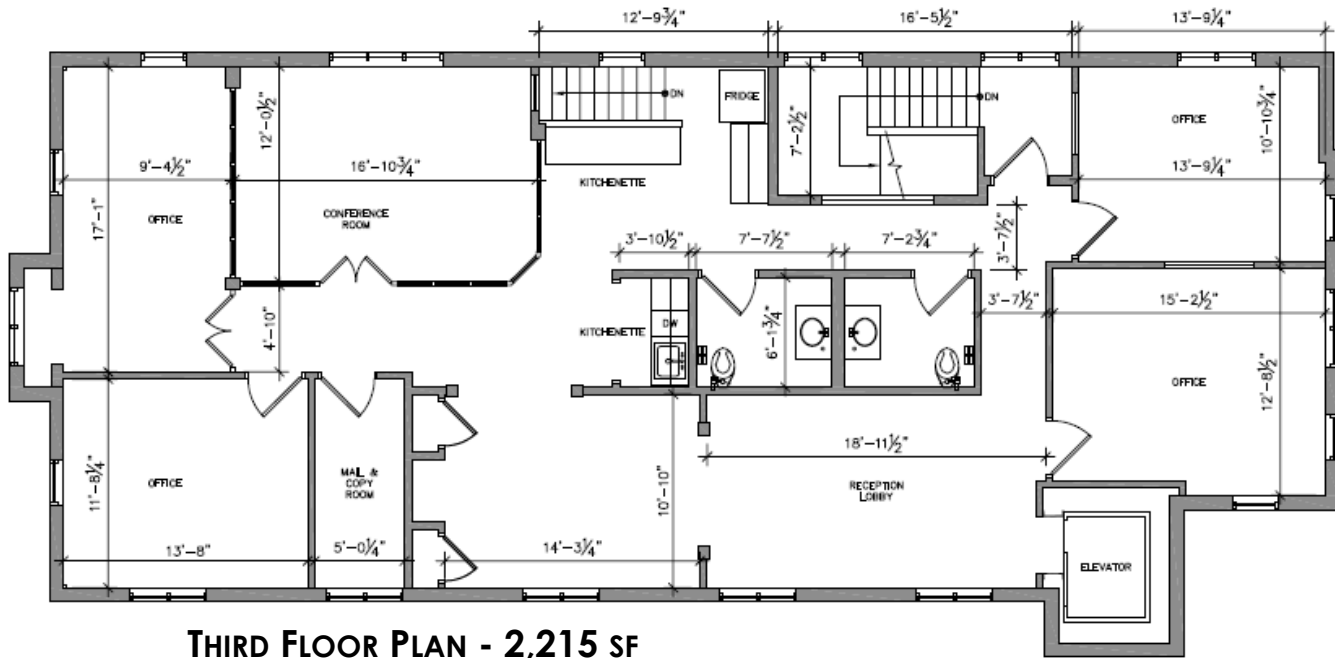 12'-9¾" 16'-5½" 13'-9¼"
DN
FRIDGE
DN
OFFICE
12'-0½"
7'-2½"
10'-10¾"
9'-4½" 16'-10¾"
13'-9¼"
KITCHENETTE
17'-1"
OFFICE
CONFERENCE
ROOM
3'-10½" 7'-7½" 7'-2¾"
3'-7½"
3'-7½" 15'-2½"
4'-10"
KITCHENETTE
DW
6'-1¾"
OFFICE
12'-8½"
18'-11½"
OFFICE
11'-8¼"
MAIL &
COPY
ROOM
10'-10"
RECEPTION
LOBBY
13'-8" 5'-0¼" 14'-3¼"
ELEVATOR
THIRD FLOOR PLAN - 2,215 SF